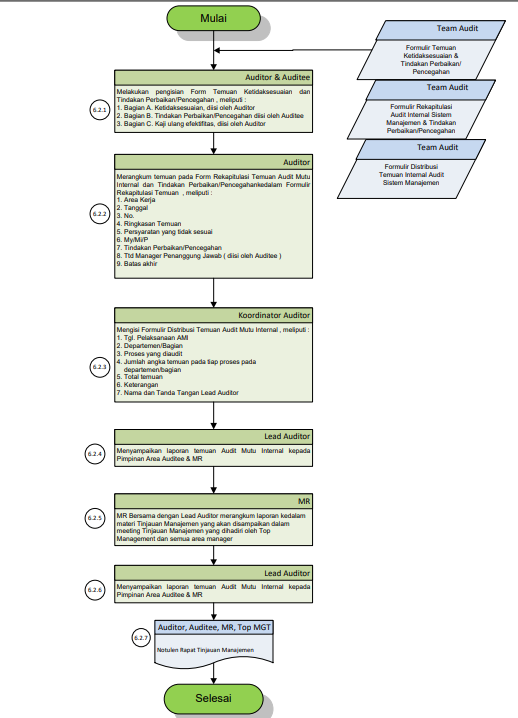 Mulai
Team Audit
Formulir Temuan
Ketidaksesuaian &
Tindakan Perbaikan/
Pencegahan
Team Audit
Formulir Rekapitulasi
Audit Internal Sistem
Manajemen & Tindakan
Perbaikan/Pencegahan
Team Audit
Formulir Distribusi
Temuan Internal Audit
Sistem Manajemen
Auditor & Auditee
6.2.1
Melakukan pengisian Form Temuan Ketidaksesuaian dan
Tindakan Perbaikan/Pencegahan , meliputi :
1. Bagian A. Ketidaksesuaian, diisi oleh Auditor
2. Bagian B. Tindakan Perbaikan/Pencegahan diisi oleh Auditee
3. Bagian C. Kaji ulang efektifitas, diisi oleh Auditor
Auditor
6.2.2
Merangkum temuan pada Form Rekapitulasi Temuan Audit Mutu
Internal dan Tindakan Perbaikan/Pencegahankedalam Formulir
Rekapitulasi Temuan , meliputi :
1. Area Kerja
2. Tanggal
3. No.
4. Ringkasan Temuan
5. Persyaratan yang tidak sesuai
6. My/Mi/P
7. Tindakan Perbaikan/Pencegahan
8. Ttd Manager Penanggung Jawab ( diisi oleh Auditee )
9. Batas akhir
Koordinator Auditor
6.2.3
Mengisi Formulir Distribusi Temuan Audit Mutu Internal , meliputi :
1. Tgl. Pelaksanaan AMI
2. Departemen/Bagian
3. Proses yang diaudit
4. Jumlah angka temuan pada tiap proses pada
departemen/bagian
5. Total temuan
6. Keterangan
7. Nama dan Tanda Tangan Lead Auditor
Lead Auditor
6.2.4
Menyampaikan laporan temuan Audit Mutu Internal kepada
Pimpinan Area Auditee & MR
MR
6.2.5
MR Bersama dengan Lead Auditor merangkum laporan kedalam
materi Tinjauan Manajemen yang akan disampaikan dalam
meeting Tinjauan Manajemen yang dihadiri oleh Top
Management dan semua area manager
Lead Auditor
6.2.6
Menyampaikan laporan temuan Audit Mutu Internal kepada
Pimpinan Area Auditee & MR
Auditor, Auditee, MR, Top MGT
6.2.7
Notulen Rapat Tinjauan Manajemen
Selesai